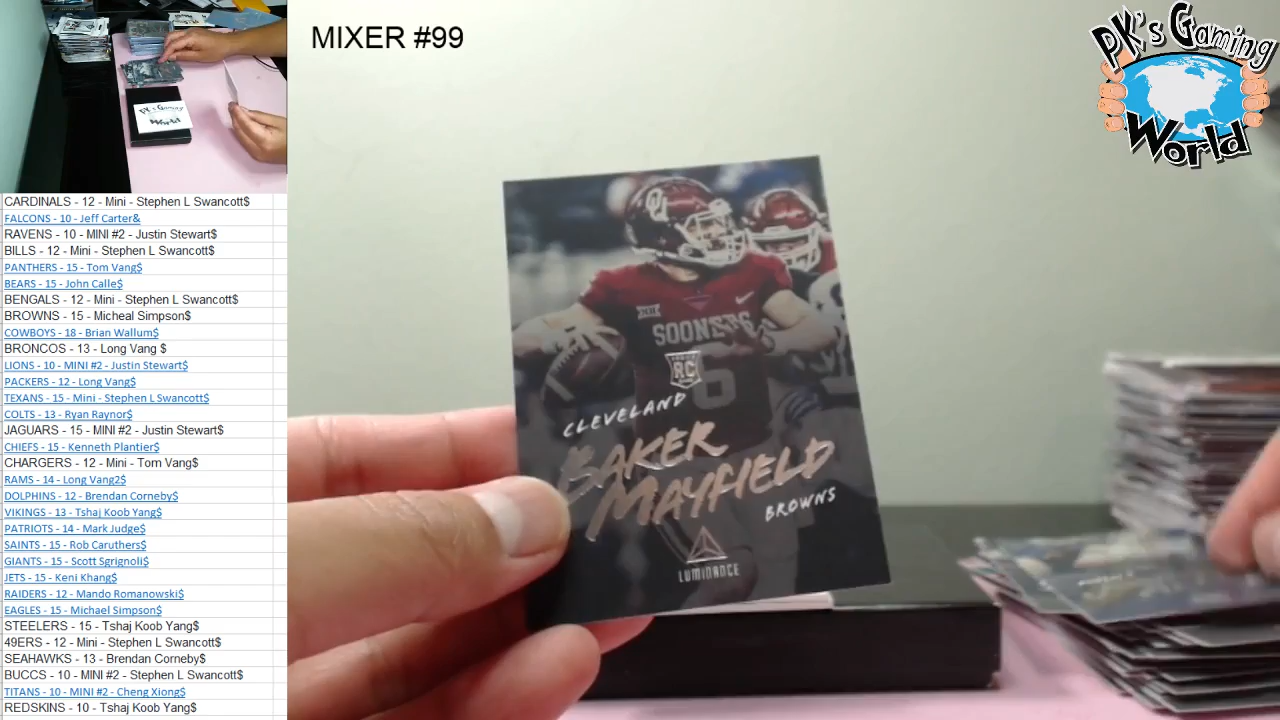 MIXER #99
PK's Gaming
World
PK's Gaming
World
CARDINALS - 12 - Mini - Stephen L Swancott$
FALCONS - 10 - Jeff Carter&
RAVENS - 10 - MINI #2 - Justin Stewart$
BILLS - 12 - Mini - Stephen L Swancott$
PANTHERS - 15 - Tom Vang$
BEARS - 15 - John Calle$
BENGALS - 12 - Mini - Stephen L Swancott$
BROWNS - 15 - Micheal Simpson$
COWBOYS - 18 - Brian Wallum$
BRONCOS - 13 - Long Vang $
LIONS - 10 - MINI #2 - Justin Stewart$
PACKERS - 12 - Long Vang$
TEXANS - 15 - Mini - Stephen L Swancott$
COLTS - 13 - Ryan Raynor$
JAGUARS - 15 - MINI #2 - Justin Stewart$
CHIEFS - 15 - Kenneth Plantier$
CHARGERS - 12 - Mini - Tom Vang$
RAMS - 14 - Long Vang2$
DOLPHINS - 12 - Brendan Corneby$
VIKINGS - 13 - Tshaj Koob Yang$
PATRIOTS - 14 - Mark Judge$
SAINTS - 15 - Rob Caruthers$
GIANTS - 15 - Scott Sgrignoli$
JETS - 15 - Keni Khang$
RAIDERS - 12 - Mando Romanowski$
EAGLES - 15 - Michael Simpson$
STEELERS - 15 - Tshaj Koob Yang$
49ERS - 12 - Mini - Stephen L Swancott$
SEAHAWKS - 13 - Brendan Corneby$
BUCCS - 10 - MINI #2 - Stephen L Swancott$
TITANS - 10 - MINI #2 - Cheng Xiong$
REDSKINS - 10 - Tshaj Koob Yang$
OU
XII
SOONERS
6
RC
CLEVELAND
BAKER
MAYFIELD
BROWNS
LUMINANCE